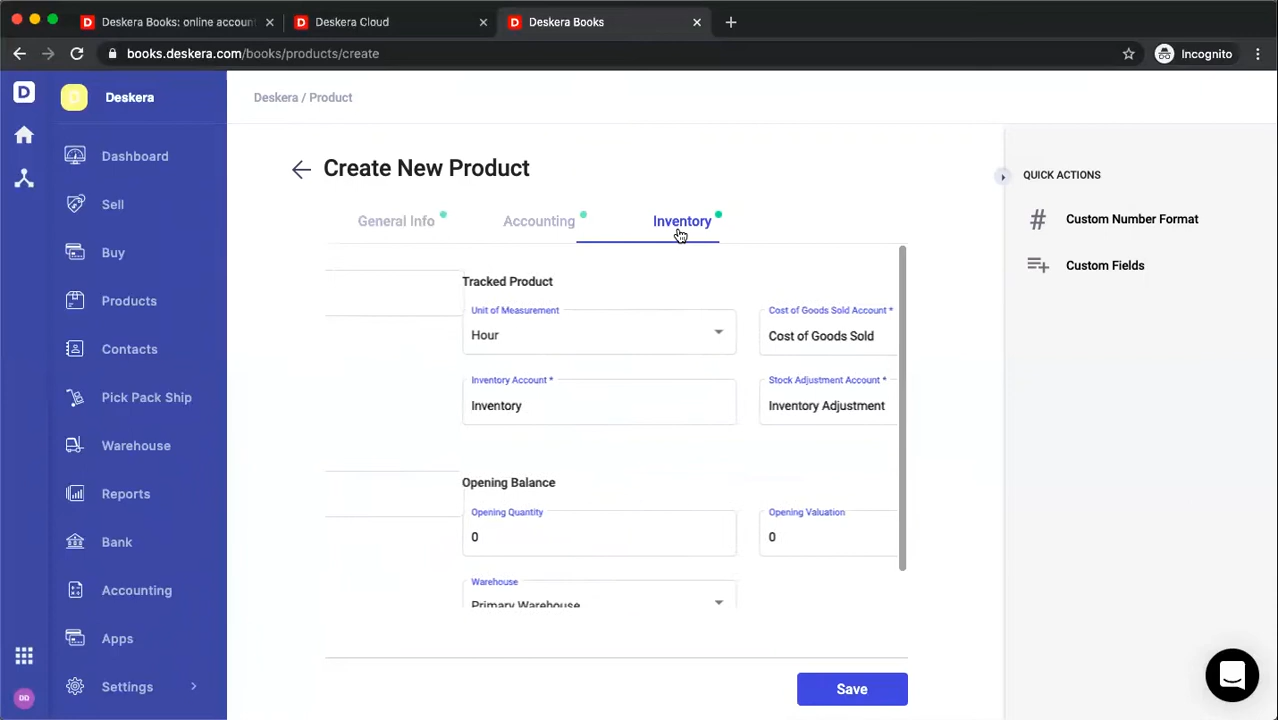 Deskera Books: online account
Deskera Cloud
Deskera Books
books.deskera.com/books/products/create
Incognito
D
D
Deskera
Dashboard
Sell
Buy
Products
Contacts
Pick Pack Ship
Warehouse
Reports
Bank
Accounting
Apps
DD
Settings
Deskera / Product
Create New Product
General Info
Accounting
Inventory
Tracked Product
Unit of Measurement
Hour
Cost of Goods Sold Account *
Cost of Goods Sold
Inventory Account *
Inventory
Stock Adjustment Account *
Inventory Adjustment
Opening Balance
Opening Quantity
0
Opening Valuation
0
Warehouse
Primary Warehouse
Save
QUICK ACTIONS
# Custom Number Format
Custom Fields